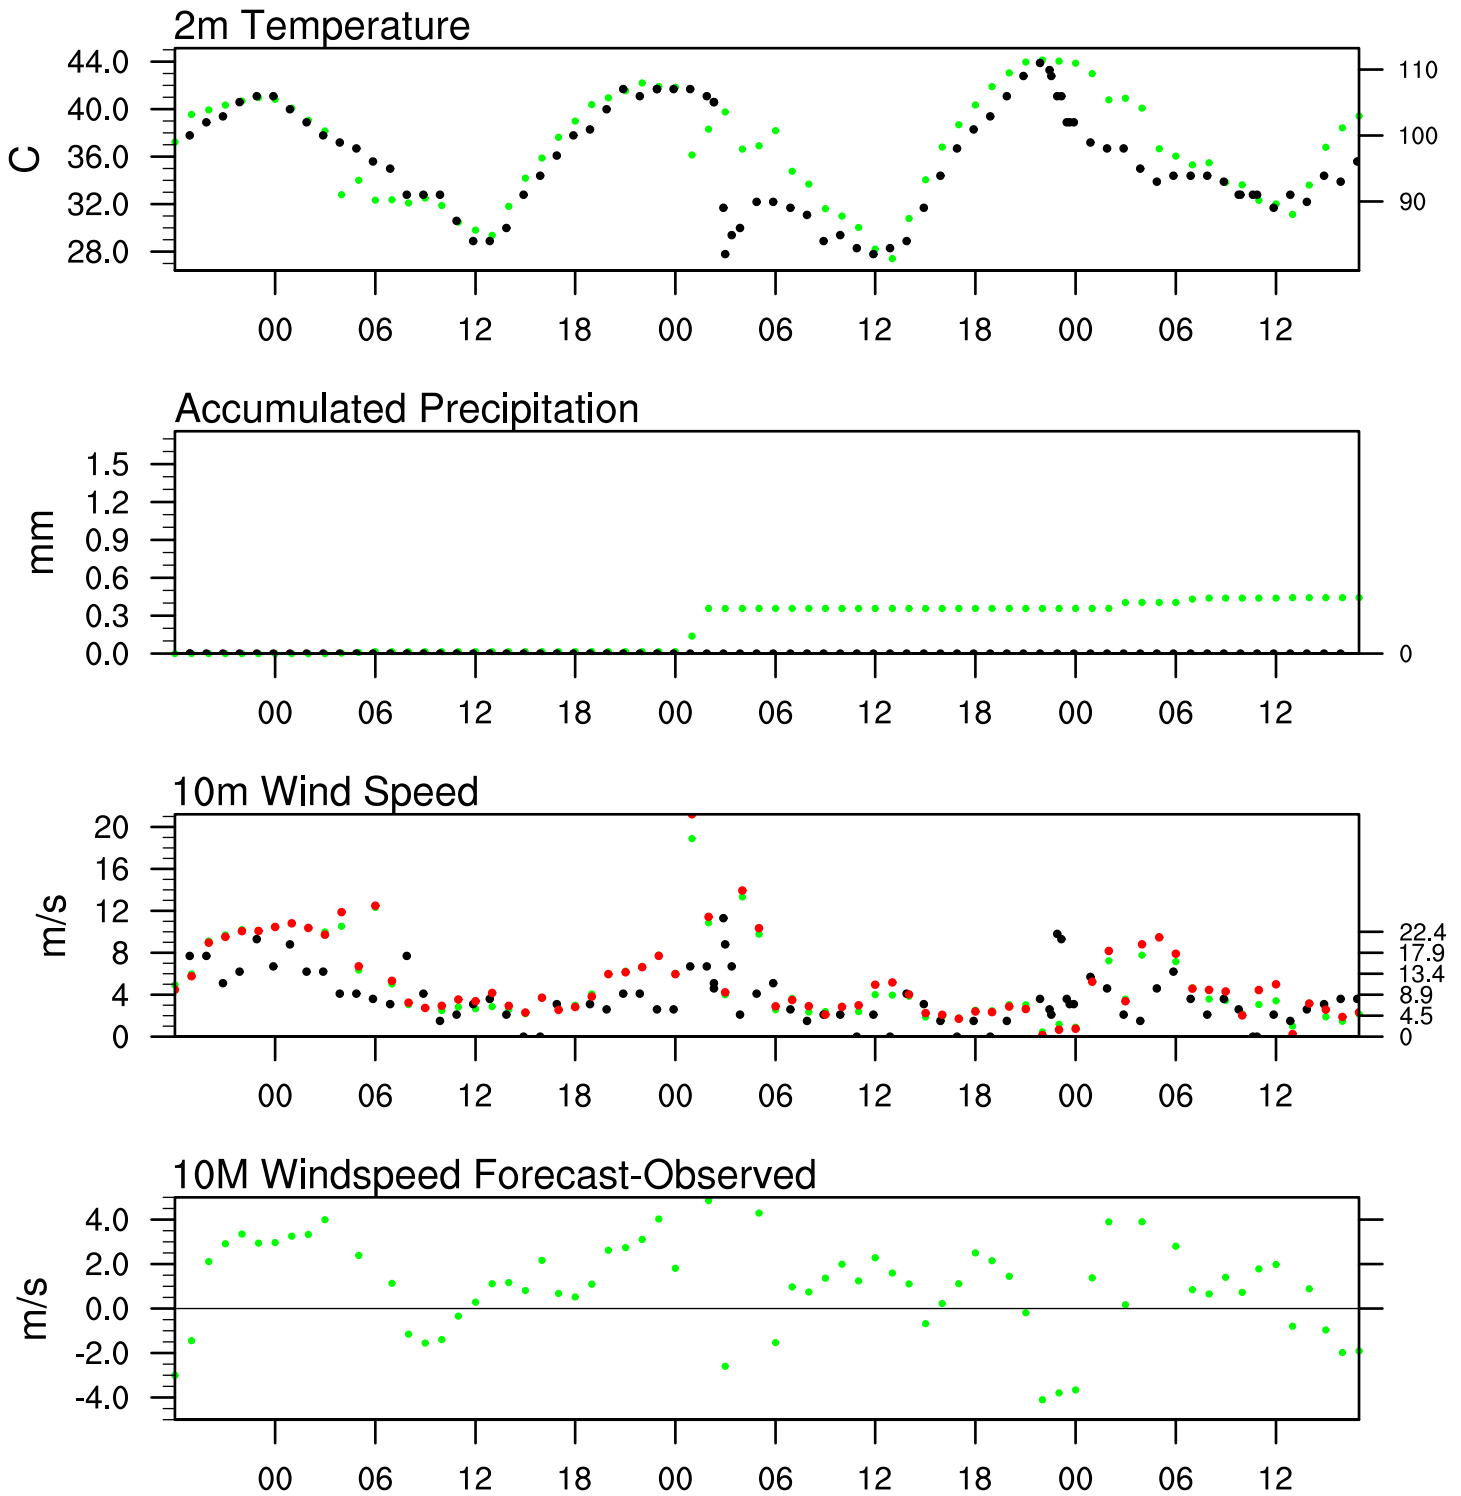 2m Temperature
44.0
40.0
36.0
32.0
28.0
C
110
100
90
00 06 12 18 00 06 12 18 00 06 12
Accumulated Precipitation
1.5
1.2
0.9
0.6
0.3
0.0
mm
0
00 06 12 18 00 06 12 18 00 06 12
10m Wind Speed
20
16
12
8
4
0
m/s
22.4
17.9
13.4
8.9
4.5
0
00 06 12 18 00 06 12 18 00 06 12
10M Windspeed Forecast-Observed
4.0
2.0
0.0
-2.0
-4.0
m/s
00 06 12 18 00 06 12 18 00 06 12